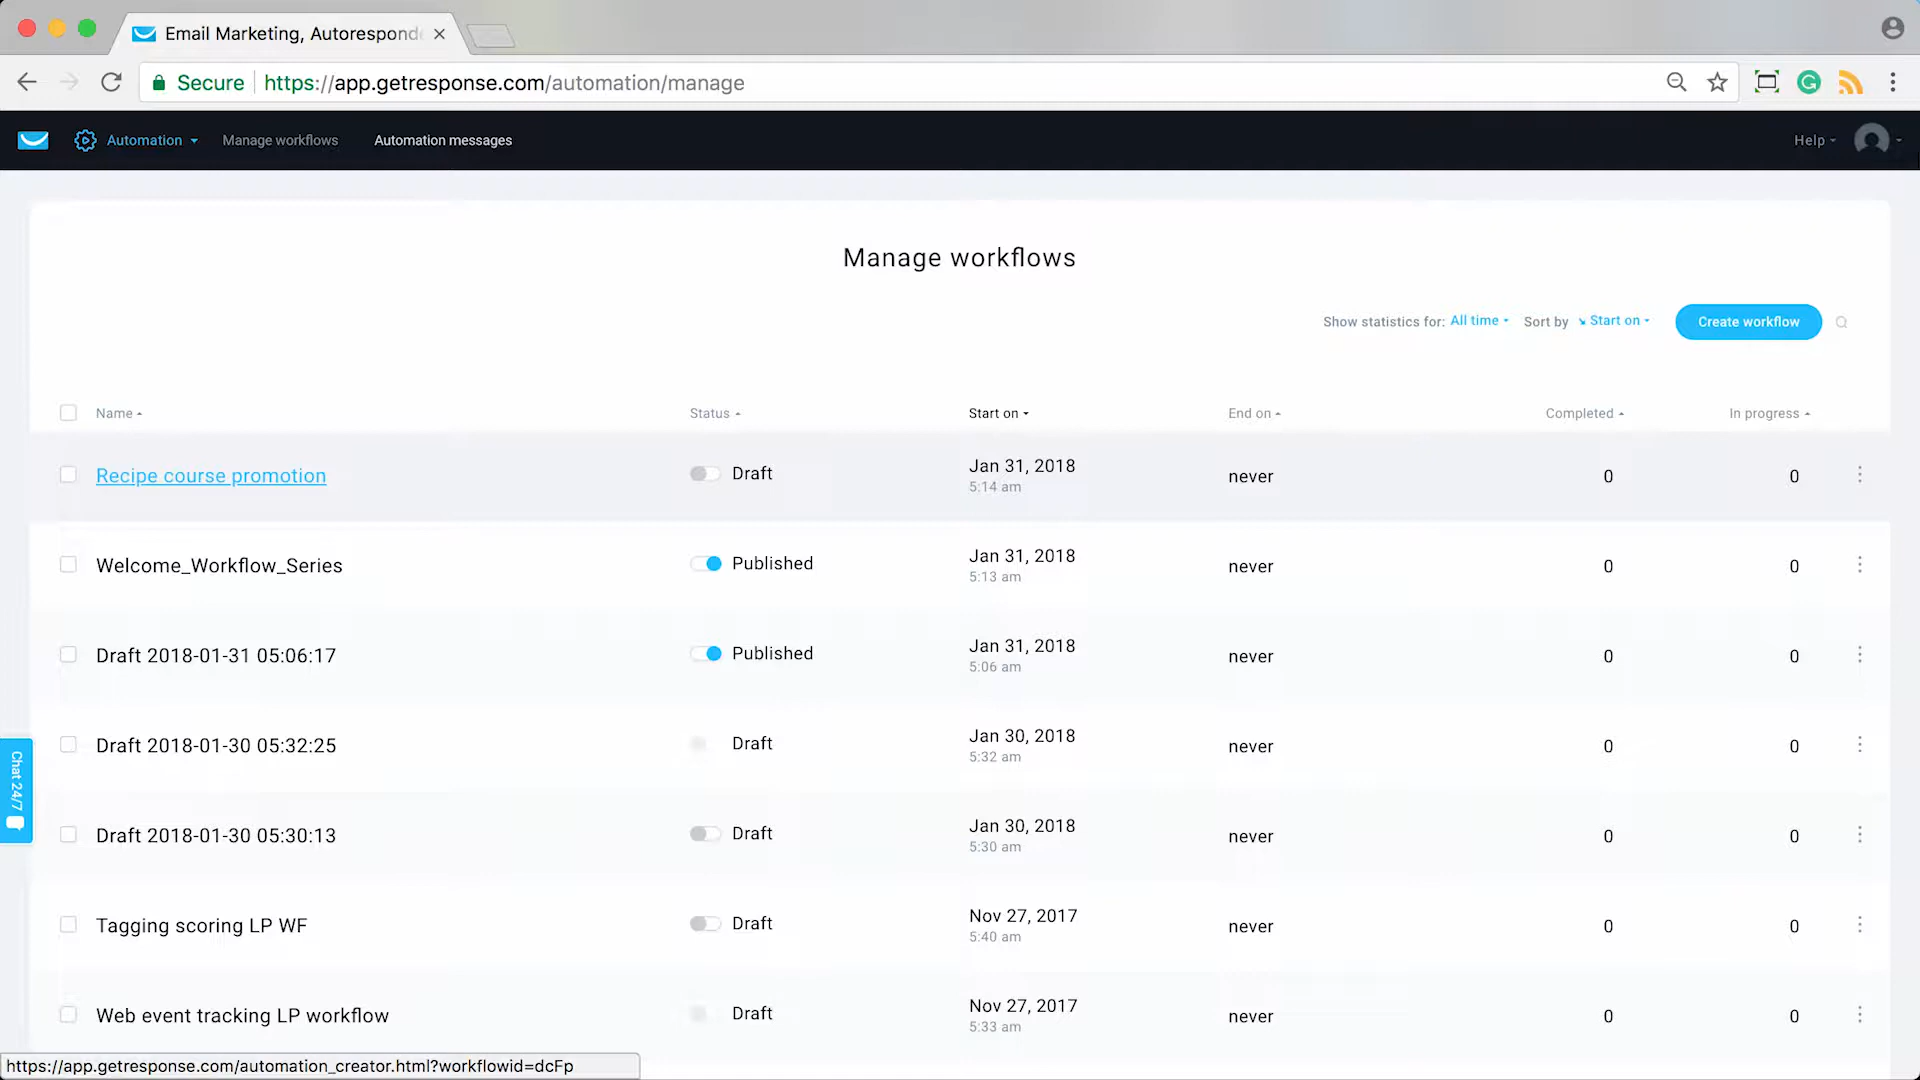 Email Marketing, Autoresponde
Secure https://app.getresponse.com/automation/manage
Automation Manage workflows Automation messages Help
Manage workflows
Show statistics for: All time Sort by Start on Create workflow
Name Status Start on End on Completed In progress
Recipe course promotion Draft Jan 31, 2018 never 0 0
5:14 am
Welcome_Workflow_Series Published Jan 31, 2018 never 0 0
5:13 am
Draft 2018-01-31 05:06:17 Published Jan 31, 2018 never 0 0
5:06 am
Draft 2018-01-30 05:32:25 Draft Jan 30, 2018 never 0 0
5:32 am
Chat 24/7
Draft 2018-01-30 05:30:13 Draft Jan 30, 2018 never 0 0
5:30 am
Tagging scoring LP WF Draft Nov 27, 2017 never 0 0
5:40 am
Web event tracking LP workflow Draft Nov 27, 2017 never 0 0
5:33 am
https://app.getresponse.com/automation_creator.html?workflowid=dcFp